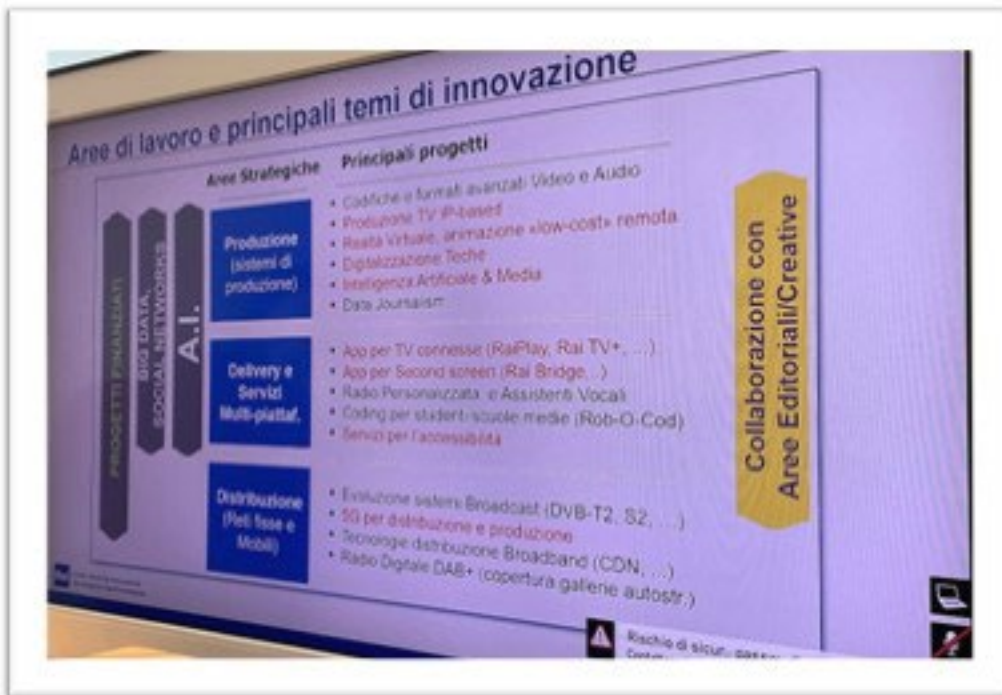 Aree di lavoro e principali temi di innovazione
Aree Strategiche
Principali progetti
PROGETTI FINANZIATI
BIG DATA,
SOCIAL NETWORKS
A.I.
Produzione
(sistemi di
produzione)
• Codifiche e formati avanzati Video e Audio
• Produzione TV IP-based
• Realtà Virtuale, animazione «low-cost» remota
• Digitalizzazione Teche
• Intelligenza Artificiale & Media
• Data Journalism
Delivery e
Servizi
Multi-piattaf.
• App per TV connesse (RaiPlay, Rai TV+, …)
• App per Second screen (Rai Bridge, ..)
• Radio Personalizzata e Assistenti Vocali
• Coding per studenti scuole medie (Rob-O-Cod)
• Servizi per l'accessibilità
Distribuzione
(Reti fisse e
Mobili)
• Evoluzione sistemi Broadcast (DVB-T2, S2, …)
• 5G per distribuzione e produzione
• Tecnologie distribuzione Broadband (CDN, …)
• Radio Digitale DAB+ (copertura gallerie autostr.)
Collaborazione con
Aree Editoriali/Creative
Rischio di sicur.